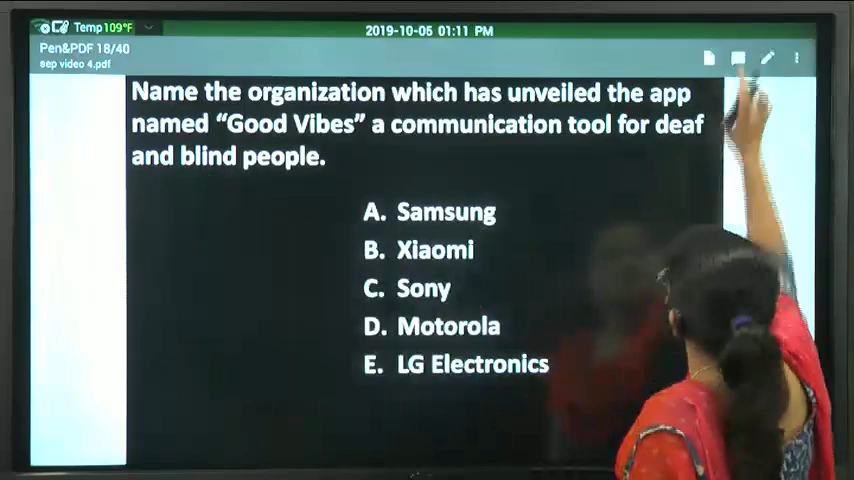 Temp109°F
2019-10-05 01:11 PM
Pen&PDF 18/40
sep video 4.pdf
Name the organization which has unveiled the app
named “Good Vibes” a communication tool for deaf
and blind people.
A. Samsung
B. Xiaomi
C. Sony
D. Motorola
E. LG Electronics